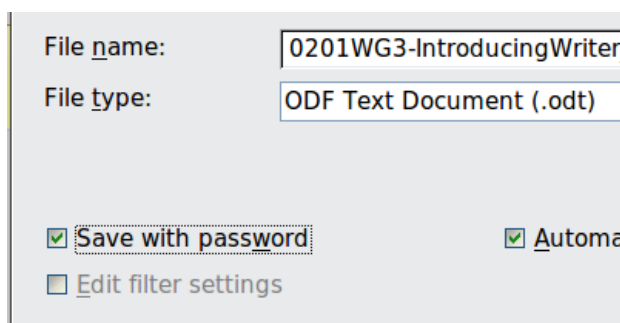 File name: 0201WG3-IntroducingWriter
File type: ODF Text Document (.odt)
Save with password Automa
Edit filter settings